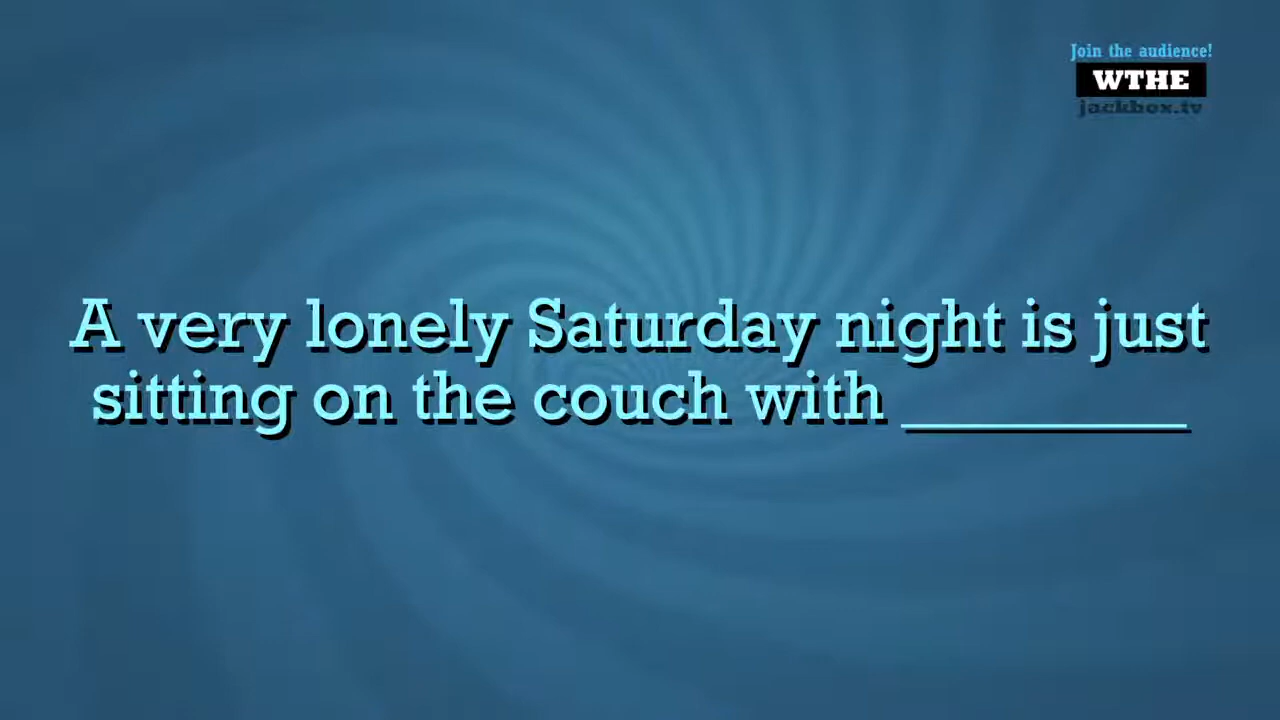 Join the audience!
WTHE
jackbox.tv
A very lonely Saturday night is just
sitting on the couch with ________